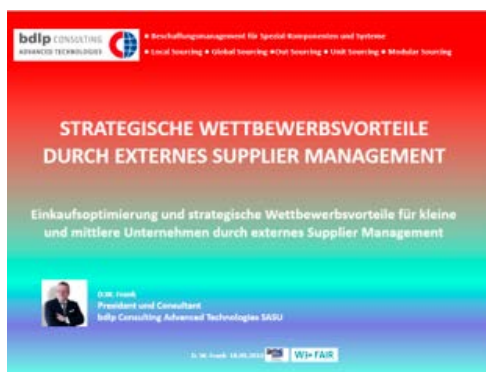 bdlp CONSULTING
ADVANCED TECHNOLOGIES
• Beschaffungsmanagement für Spezial Komponenten und Systeme
• Local Sourcing • Global Sourcing •Out Sourcing • Unit Sourcing • Modular Sourcing
STRATEGISCHE WETTBEWERBSVORTEILE
DURCH EXTERNES SUPPLIER MANAGEMENT
Einkaufsoptimierung und strategische Wettbewerbsvorteile für kleine
und mittlere Unternehmen durch externes Supplier Management
D.W. Frank
President und Consultant
bdlp Consulting Advanced Technologies SASU
D. W. Frank WI• FAIR